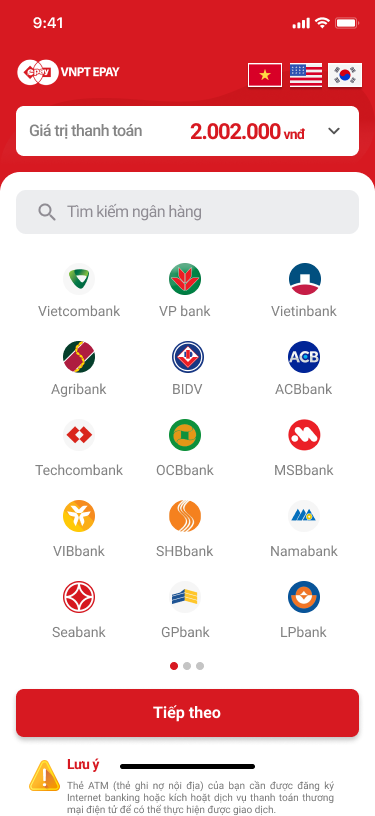 9:41
epay VNPT EPAY
Giá trị thanh toán 2.002.000 vnđ
Tìm kiếm ngân hàng
Vietcombank VP bank Vietinbank
ACB
Agribank BIDV ACBbank
Techcombank OCBbank MSBbank
VIBbank SHBbank Namabank
Seabank GPbank LPbank
Tiếp theo
Lưu ý
Thẻ ATM (thẻ ghi nợ nội địa) của bạn cần được đăng ký
Internet banking hoặc kích hoạt dịch vụ thanh toán thương
mại điện tử để có thể thực hiện được giao dịch.